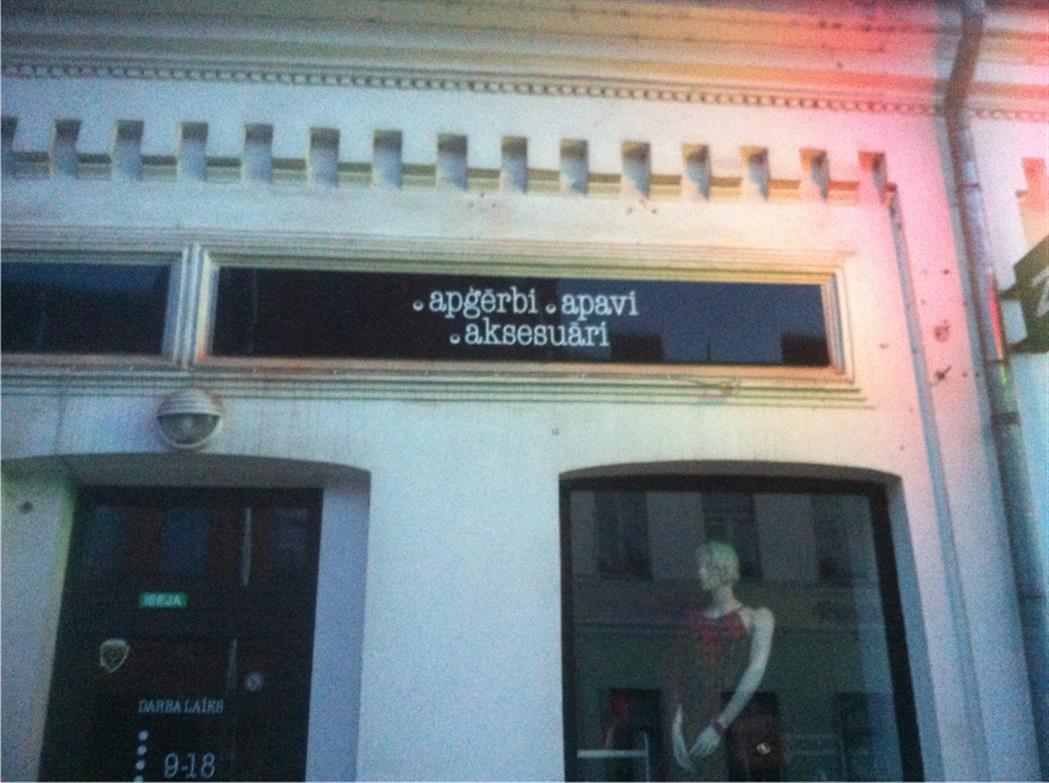 • apģērbi • apavi
• aksesuāri
IEEJA
DARBA LAIKS
9-18